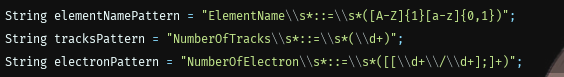 String elementNamePattern = "ElementName\\s*::=\\s*([A-Z]{1}[a-z]{0,1})";
String tracksPattern = "NumberOfTracks\\s*::=\\s*(\\d+)";
String electronPattern = "NumberOfElectron\\s*::=\\s*([[\\d+\\/\\d+];]+)";